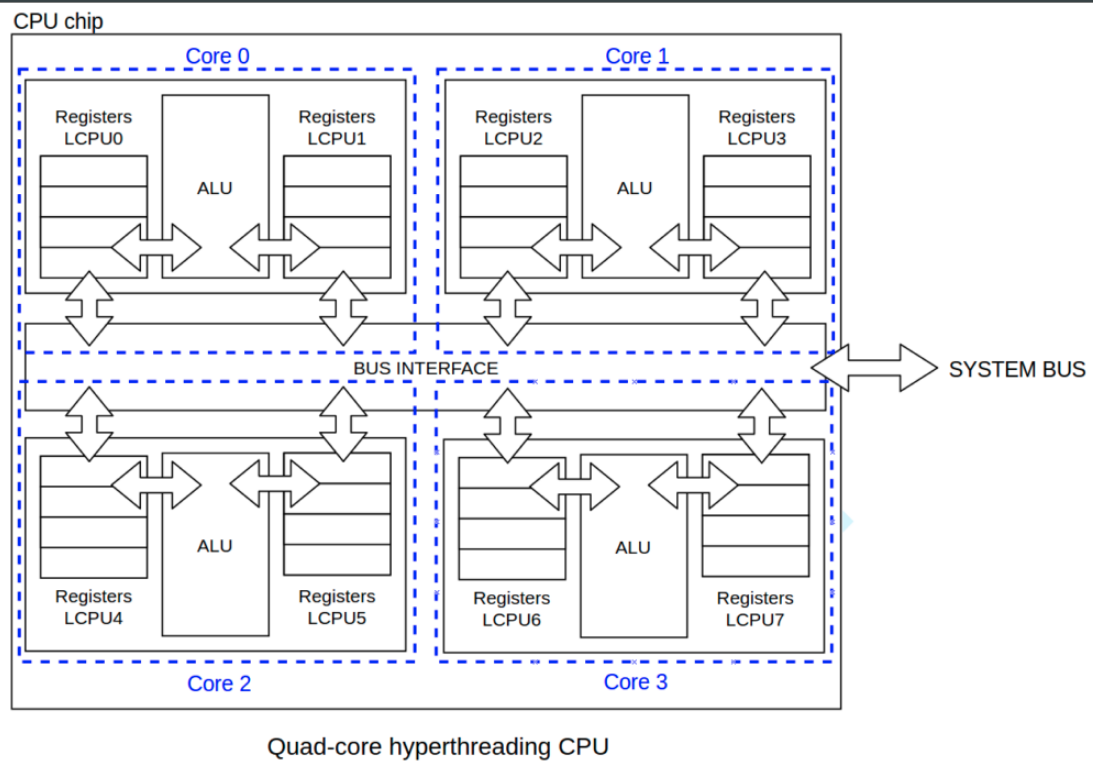 CPU chip
Core 0
Core 1
Registers
LCPU0
ALU
Registers
LCPU1
Registers
LCPU2
ALU
Registers
LCPU3
BUS INTERFACE
SYSTEM BUS
ALU
Registers
LCPU4
Registers
LCPU5
ALU
Registers
LCPU6
Registers
LCPU7
Core 2
Core 3
Quad-core hyperthreading CPU